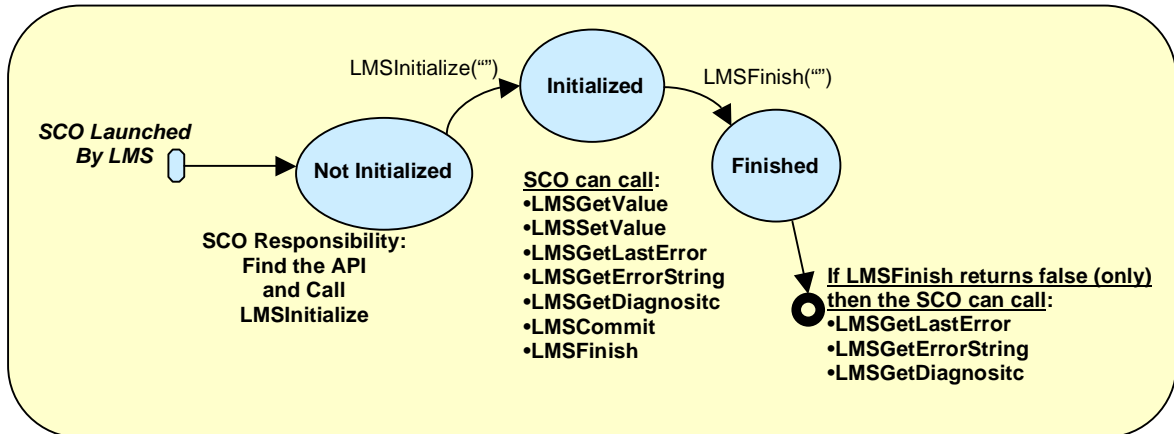 LMSInitialize(“”)
Initialized
LMSFinish(“”)
SCO Launched
By LMS
Not Initialized
Finished
SCO Responsibility:
Find the API
and Call
LMSInitialize
SCO can call:
•LMSGetValue
•LMSSetValue
•LMSGetLastError
•LMSGetErrorString
•LMSGetDiagnositc
•LMSCommit
•LMSFinish
If LMSFinish returns false (only)
then the SCO can call:
•LMSGetLastError
•LMSGetErrorString
•LMSGetDiagnositc